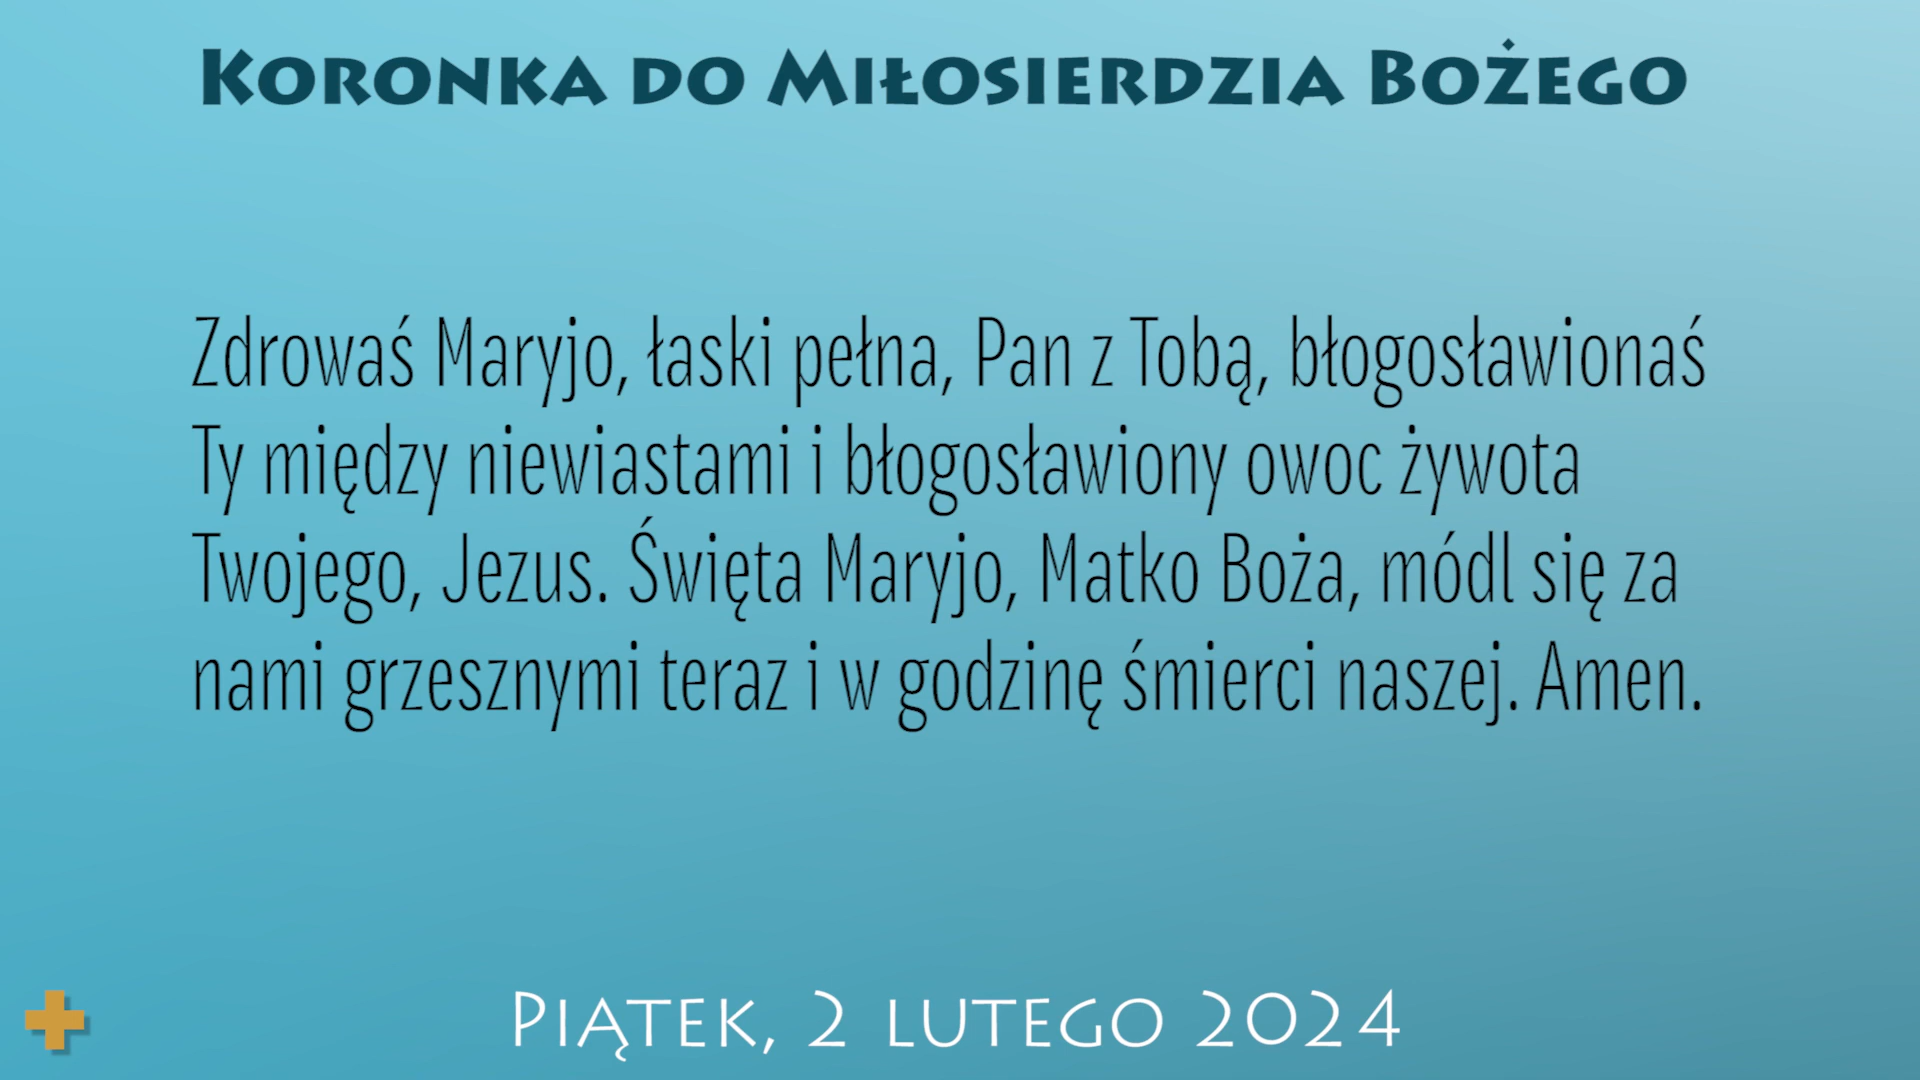 Koronka do Miłosierdzia Bożego
Zdrowaś Maryjo, łaski pełna, Pan z Tobą, błogosławionaś
Ty między niewiastami i błogosławiony owoc żywota
Twojego, Jezus. Święta Maryjo, Matko Boża, módl się za
nami grzesznymi teraz i w godzinę śmierci naszej. Amen.
Piątek, 2 lutego 2024